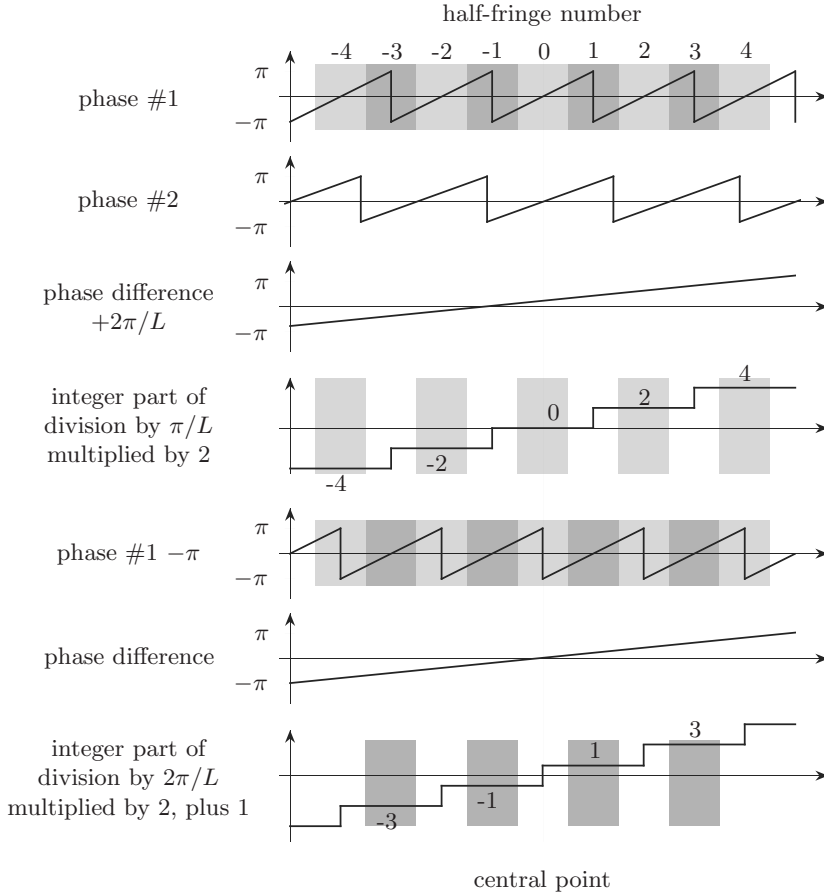 half-fringe number
-4 -3 -2 -1 0 1 2 3 4
π
phase #1
−π
π
phase #2
−π
π
phase difference
+2π/L
−π
integer part of
division by π/L
multiplied by 2
-4
-2
0
2
4
π
phase #1 −π
−π
π
phase difference
−π
integer part of
division by 2π/L
multiplied by 2, plus 1
-3
-1
1
3
central point